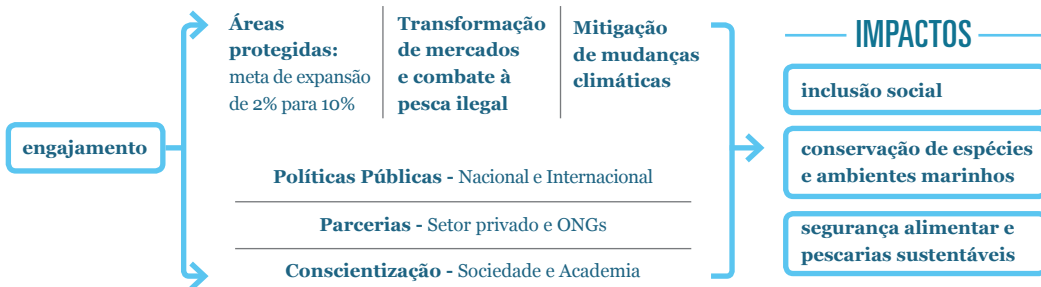 engajamento
Áreas
protegidas:
meta de expansão
de 2% para 10%
Transformação
de mercados
e combate à
pesca ilegal
Mitigação
de mudanças
climáticas
Políticas Públicas - Nacional e Internacional
Parcerias - Setor privado e ONGs
Conscientização - Sociedade e Academia
IMPACTOS
inclusão social
conservação de espécies
e ambientes marinhos
segurança alimentar e
pescarias sustentáveis